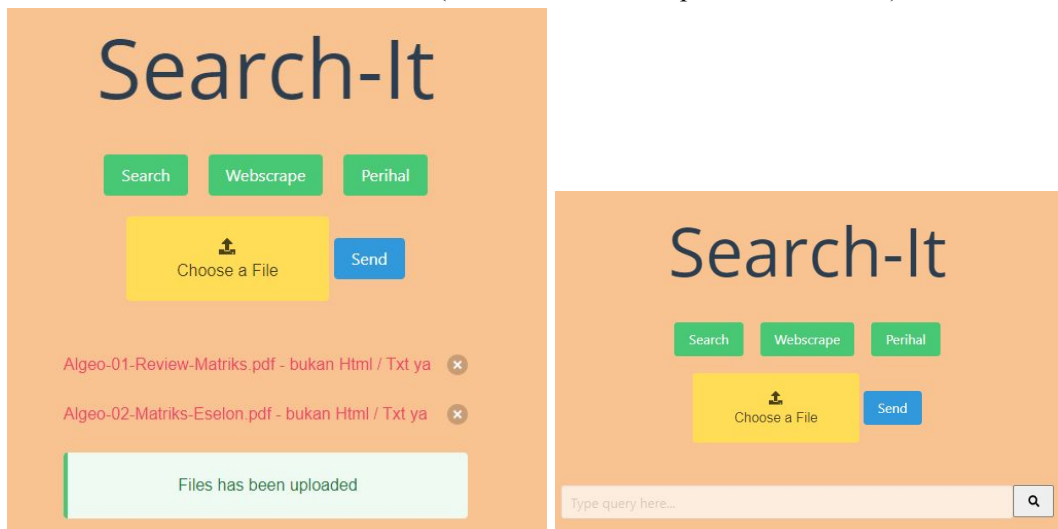 Search-It
Search Webscrape Perihal
Choose a File
Send
Algeo-01-Review-Matriks.pdf - bukan Html / Txt ya
Algeo-02-Matriks-Eselon.pdf - bukan Html / Txt ya
Files has been uploaded
Search-It
Search Webscrape Perihal
Choose a File
Send
Type query here...